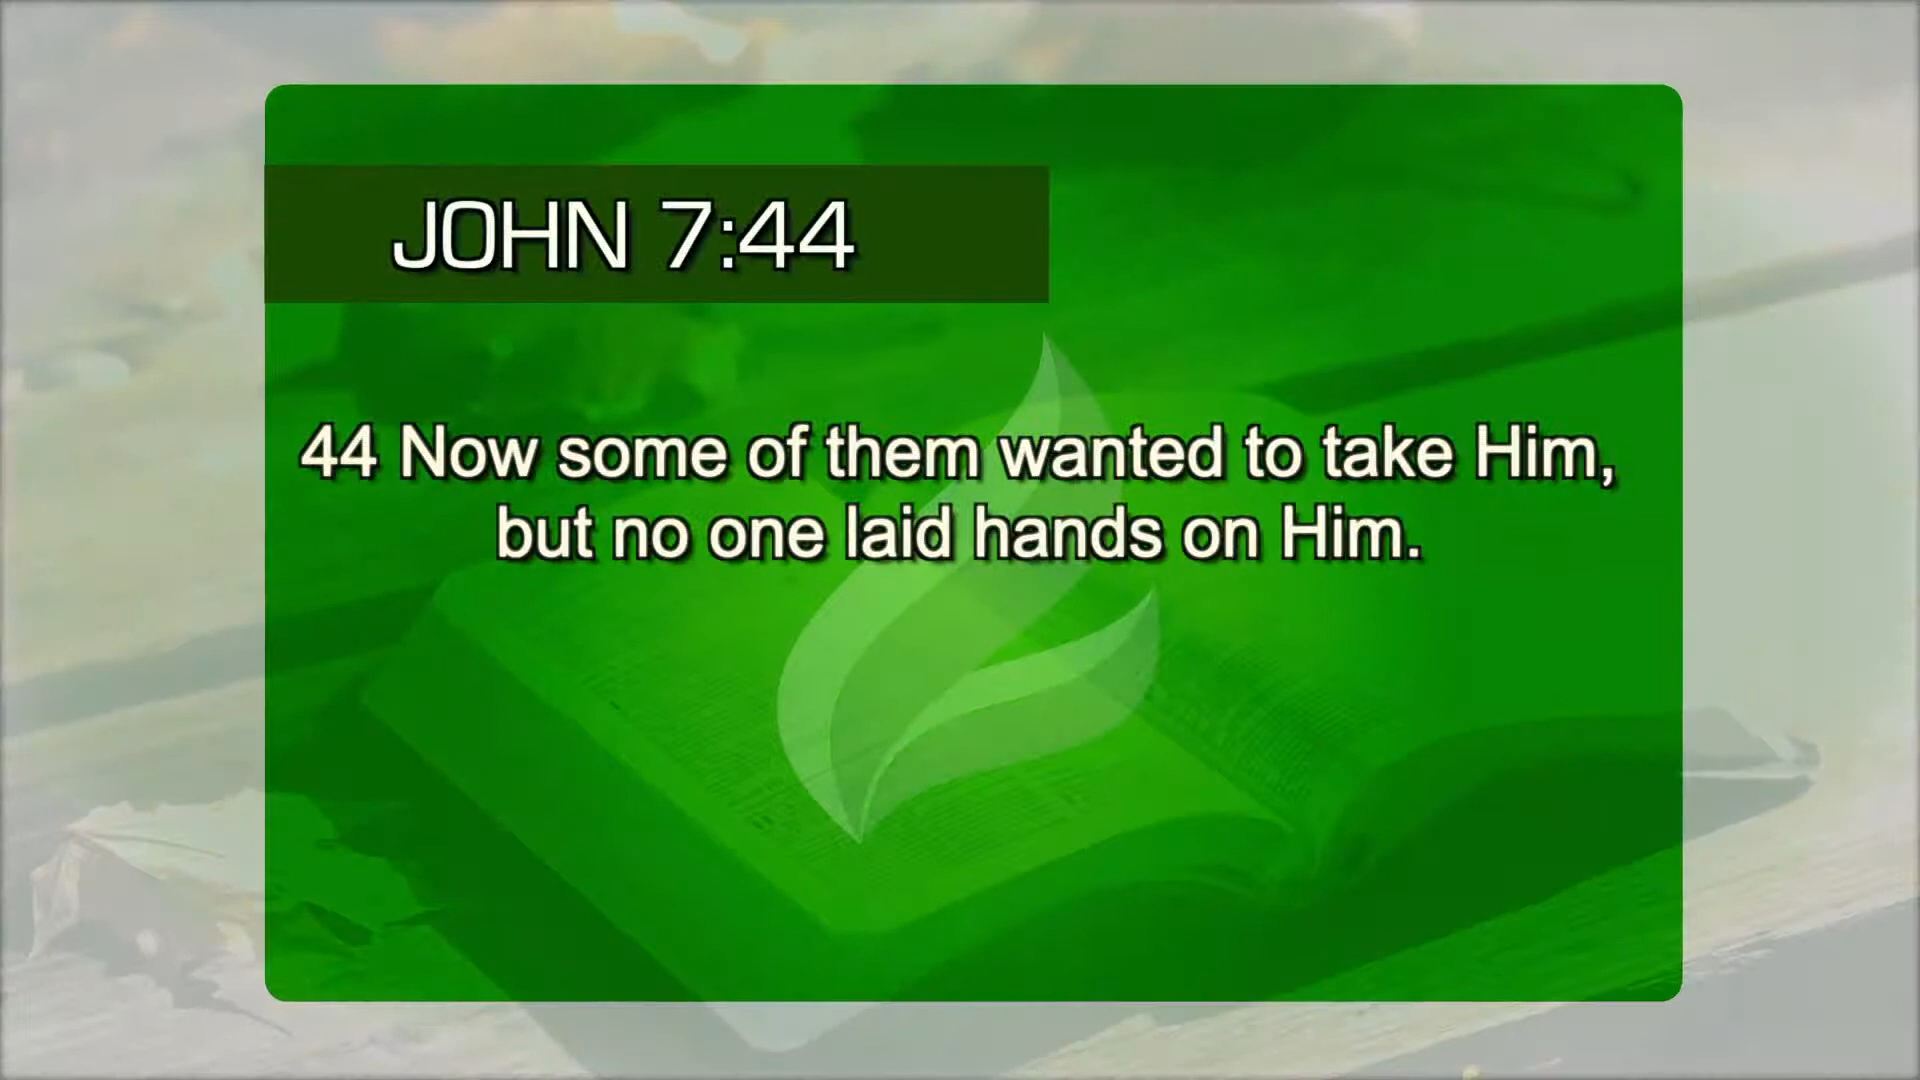 JOHN 7:44
44 Now some of them wanted to take Him,
but no one laid hands on Him.